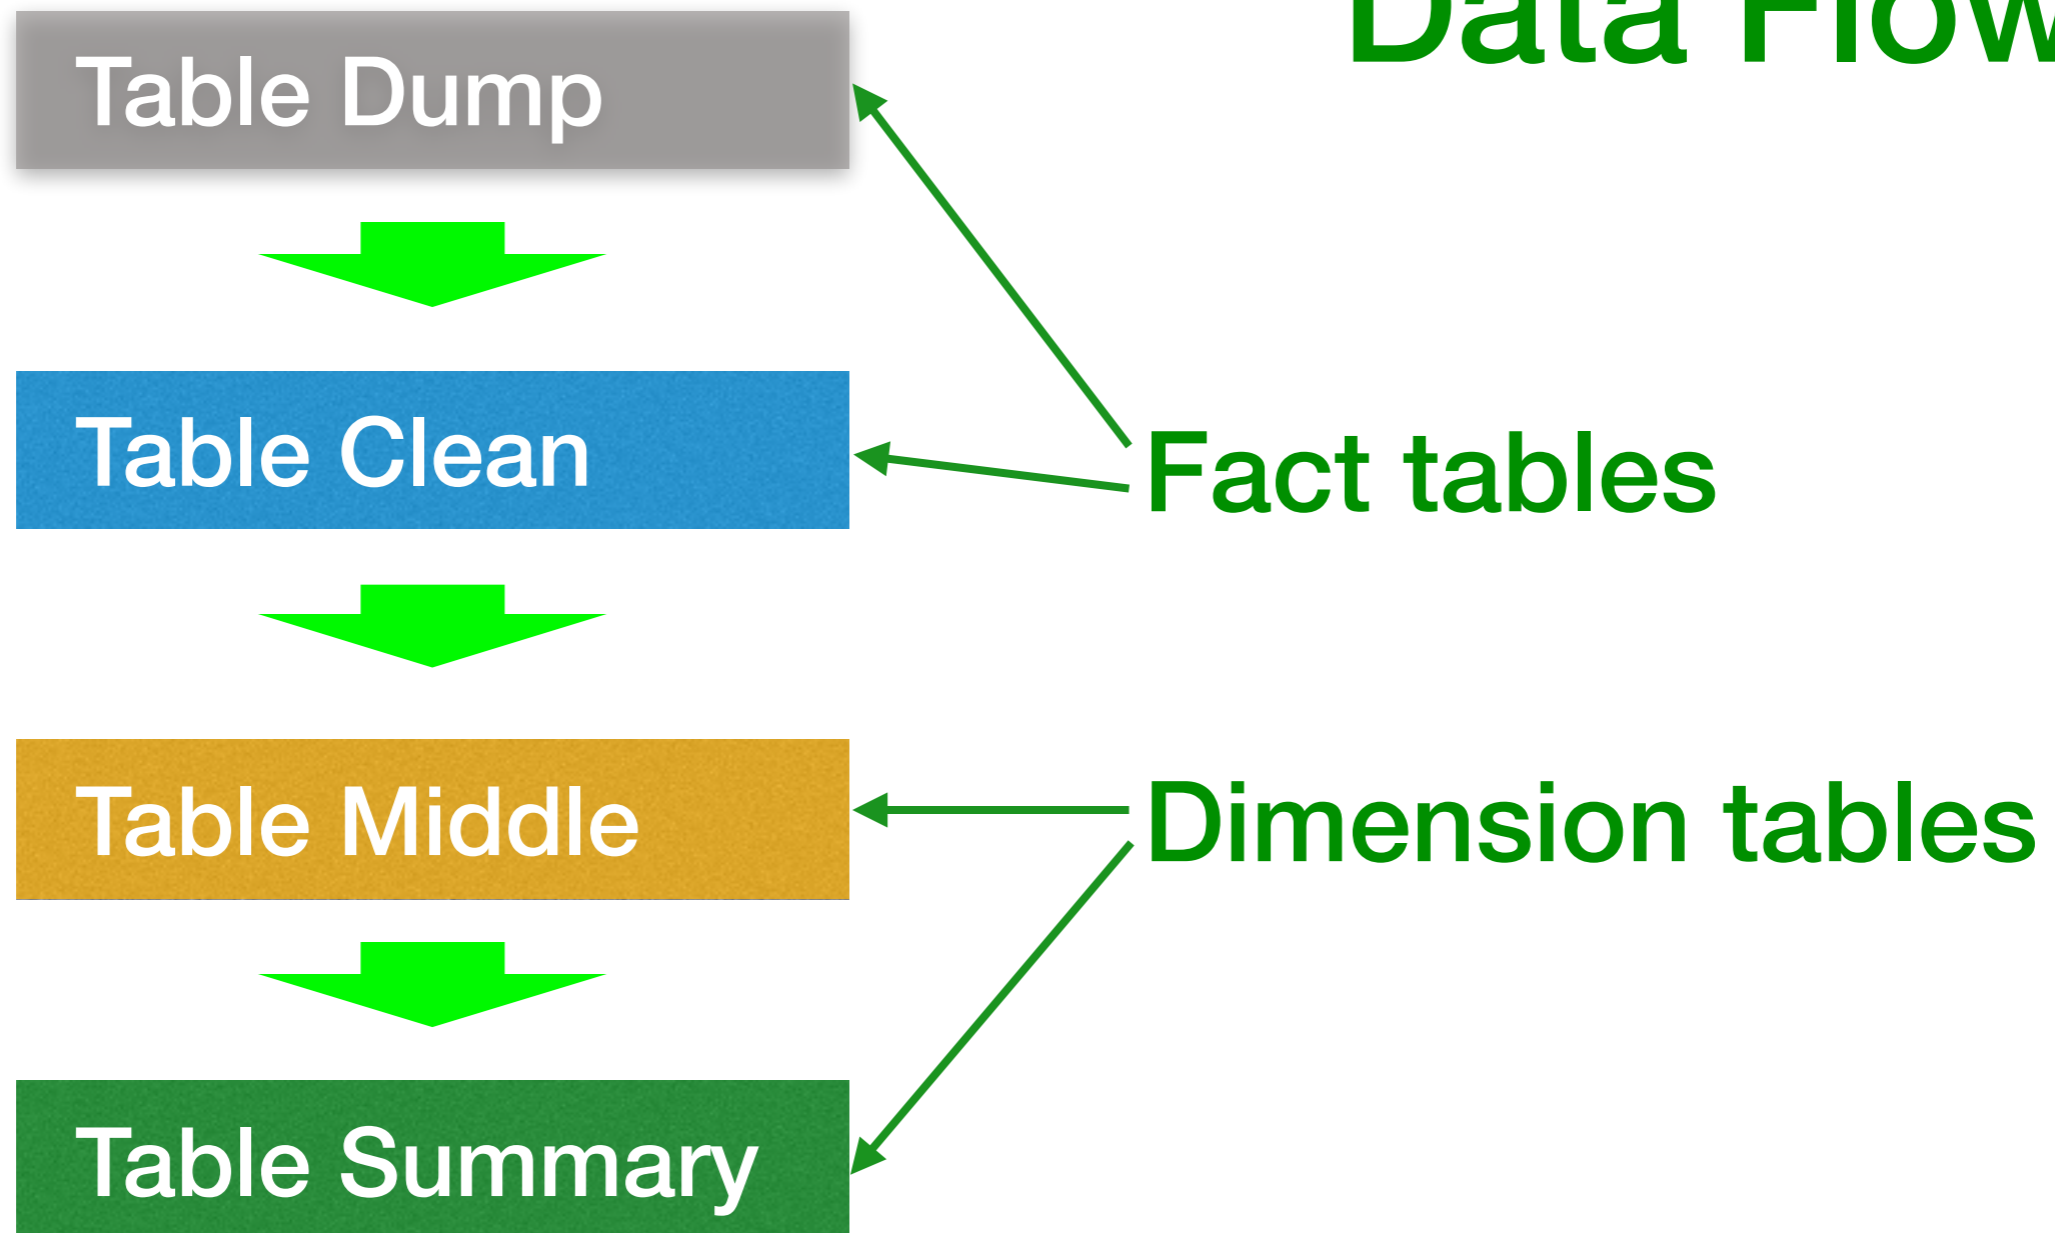 Data Flow
Table Dump
Table Clean
Fact tables
Table Middle
Dimension tables
Table Summary